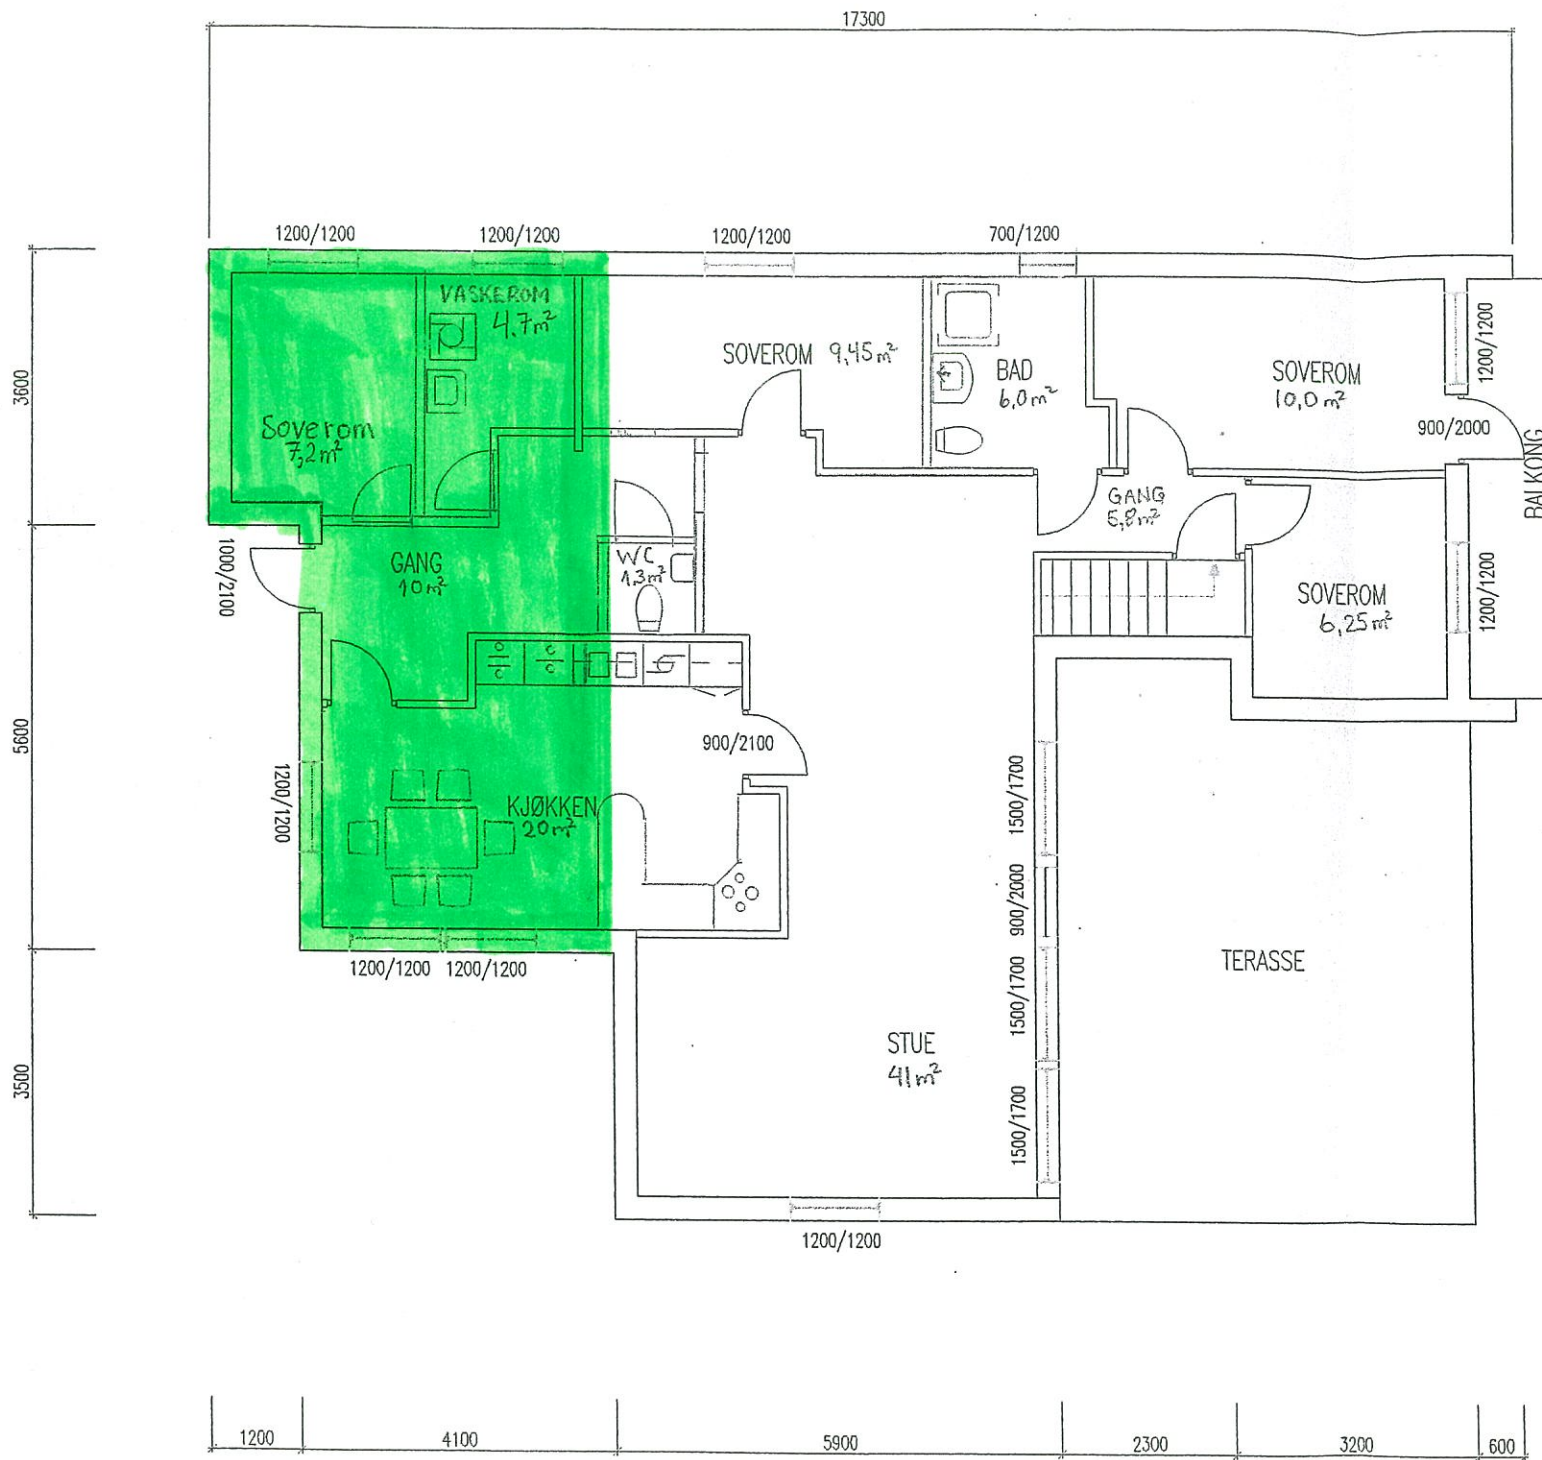 17300
1200/1200
1200/1200
1200/1200
700/1200
VASKEROM
4.7m²
SOVEROM 9,45m²
BAD
6,0m²
SOVEROM
10,0m²
1200/1200
900/2000
BALKONG
3600
Soverom
7,2m²
GANG
5,8m²
1000/2100
GANG
10m²
WC
1,3m²
SOVEROM
6,25m²
1200/1200
5600
900/2100
1200/1200
KJØKKEN
20m²
1500/1700
900/2000
1200/1200 1200/1200
1500/1700
TERASSE
STUE
41m²
3500
1500/1700
1200/1200
1200
4100
5900
2300
3200
600